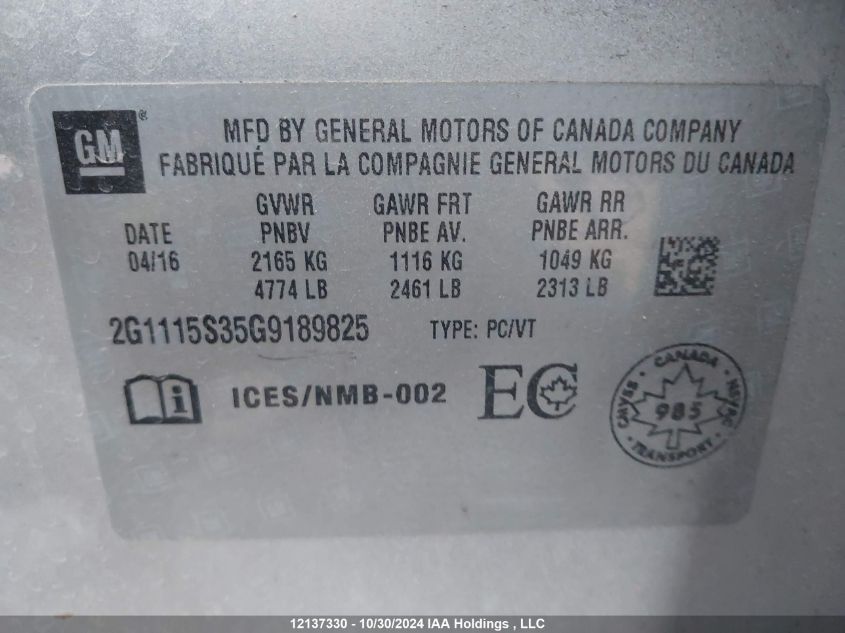 GM®
MFD BY GENERAL MOTORS OF CANADA COMPANY
FABRIQUÉ PAR LA COMPAGNIE GENERAL MOTORS DU CANADA
GVWR GAWR FRT GAWR RR
DATE PNBV PNBE AV. PNBE ARR.
04/16 2165 KG 1116 KG 1049 KG
4774 LB 2461 LB 2313 LB
2G1115S35G9189825 TYPE: PC/VT
i ICES/NMB-002 EC
CANADA
CMVSS 985 NSVAC
TRANSPORT
12137330 - 10/30/2024 IAA Holdings , LLC